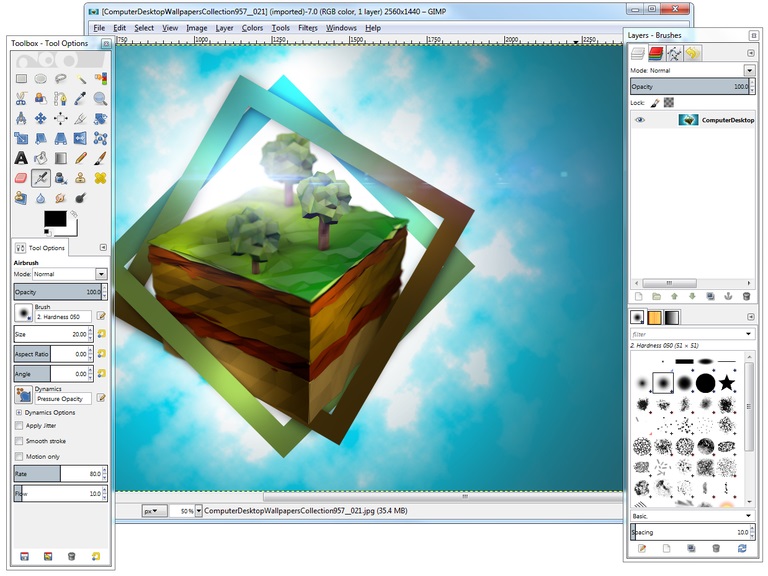 [ComputerDesktopWallpapersCollection957__021] (imported)-7.0 (RGB color, 1 layer) 2560x1440 – GIMP
File Edit Select View Image Layer Colors Tools Filters Windows Help
750 1000 1250 1500 1750 2000 2250
px 50 % ComputerDesktopWallpapersCollection957__021.jpg (35.4 MB)
Toolbox - Tool Options
Tool Options
Airbrush
Mode: Normal
Opacity 100.0
Brush
2. Hardness 050
Size 20.00
Aspect Ratio 0.00
Angle 0.00
Dynamics
Pressure Opacity
Dynamics Options
Apply Jitter
Smooth stroke
Motion only
Rate 80.0
Flow 10.0
Layers - Brushes
Mode: Normal
Opacity 100.0
Lock:
ComputerDesktop
filter
2. Hardness 050 (51 × 51)
Basic,
Spacing 10.0